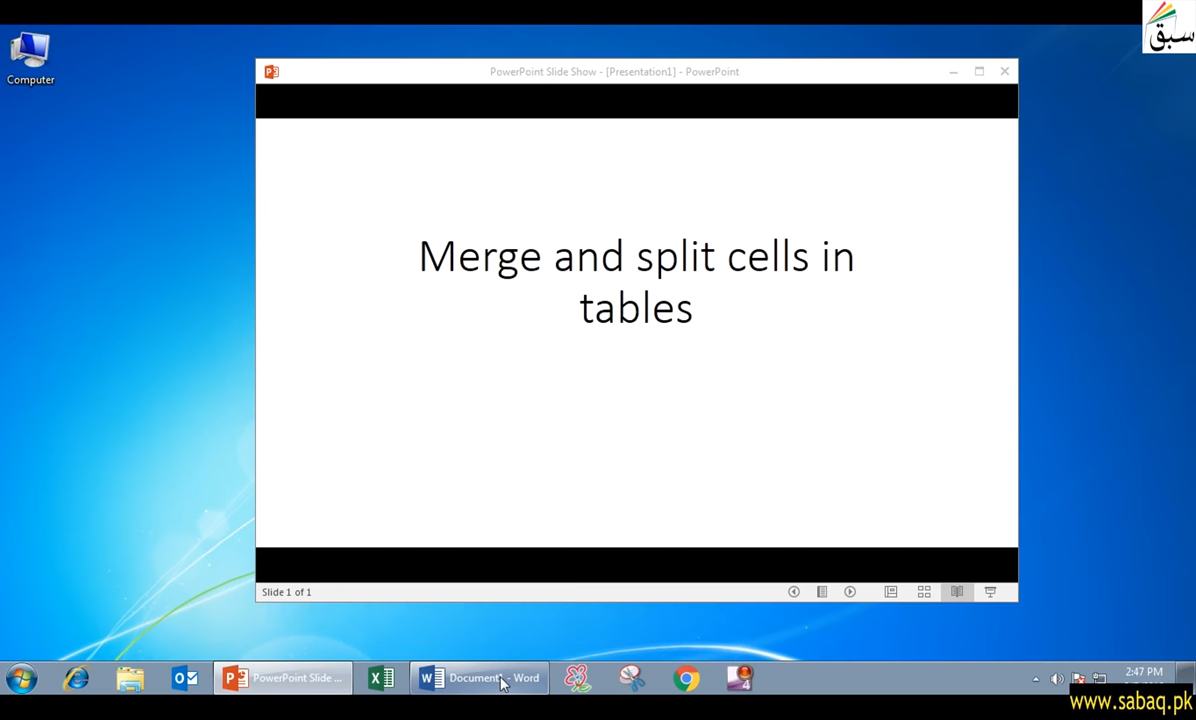 سبق
Computer
PowerPoint Slide Show - [Presentation1] - PowerPoint
Merge and split cells in
tables
Slide 1 of 1
PowerPoint Slide ...
- Word
2:47 PM
www.sabaq.pk